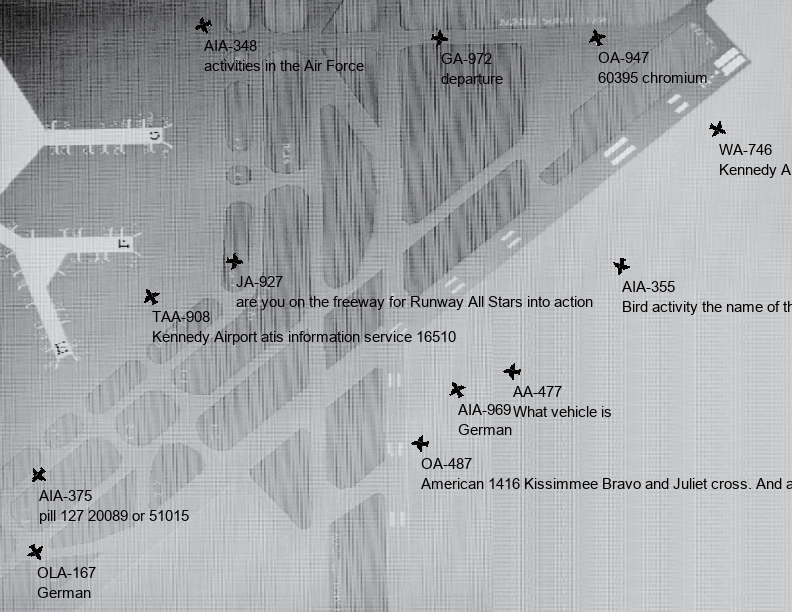 AIA-348
activities in the Air Force
GA-972
departure
OA-947
60395 chromium
WA-746
Kennedy A
JA-927
are you on the freeway for Runway All Stars into action
AIA-355
Bird activity the name of th
TAA-908
Kennedy Airport atis information service 16510
AA-477
What vehicle is
AIA-969
German
OA-487
American 1416 Kissimmee Bravo and Juliet cross. And a
AIA-375
pill 127 20089 or 51015
OLA-167
German